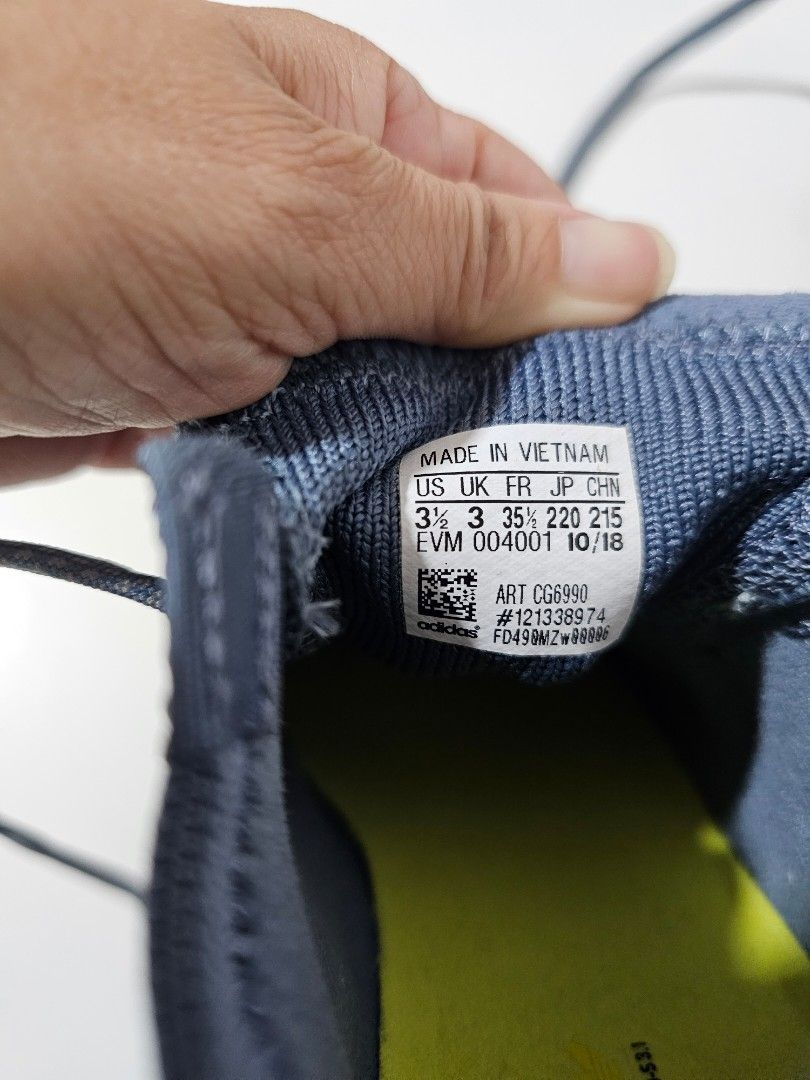 MADE IN VIETNAM
US UK FR JP CHN
3½ 3 35½ 220 215
EVM 004001 10/18
ART CG6990
#121338974
adidas